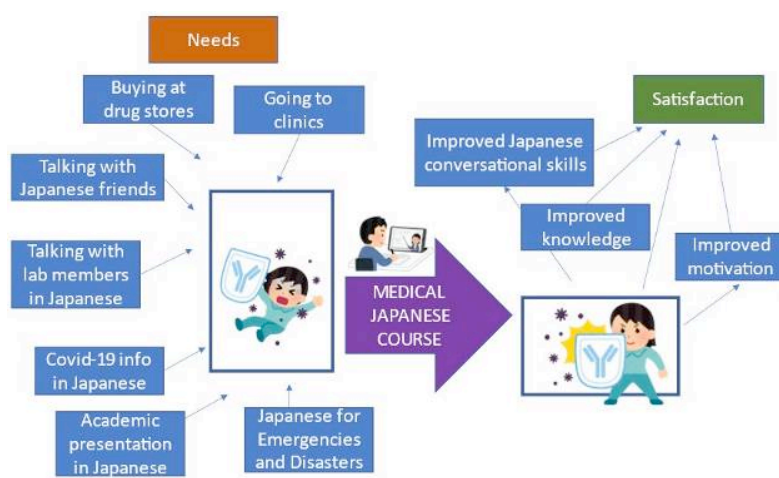 Needs
Buying at
drug stores
Going to
clinics
Talking with
Japanese friends
Talking with
lab members
in Japanese
Covid-19 info
in Japanese
Academic
presentation
in Japanese
Japanese for
Emergencies
and Disasters
MEDICAL
JAPANESE
COURSE
Satisfaction
Improved Japanese
conversational skills
Improved
knowledge
Improved
motivation